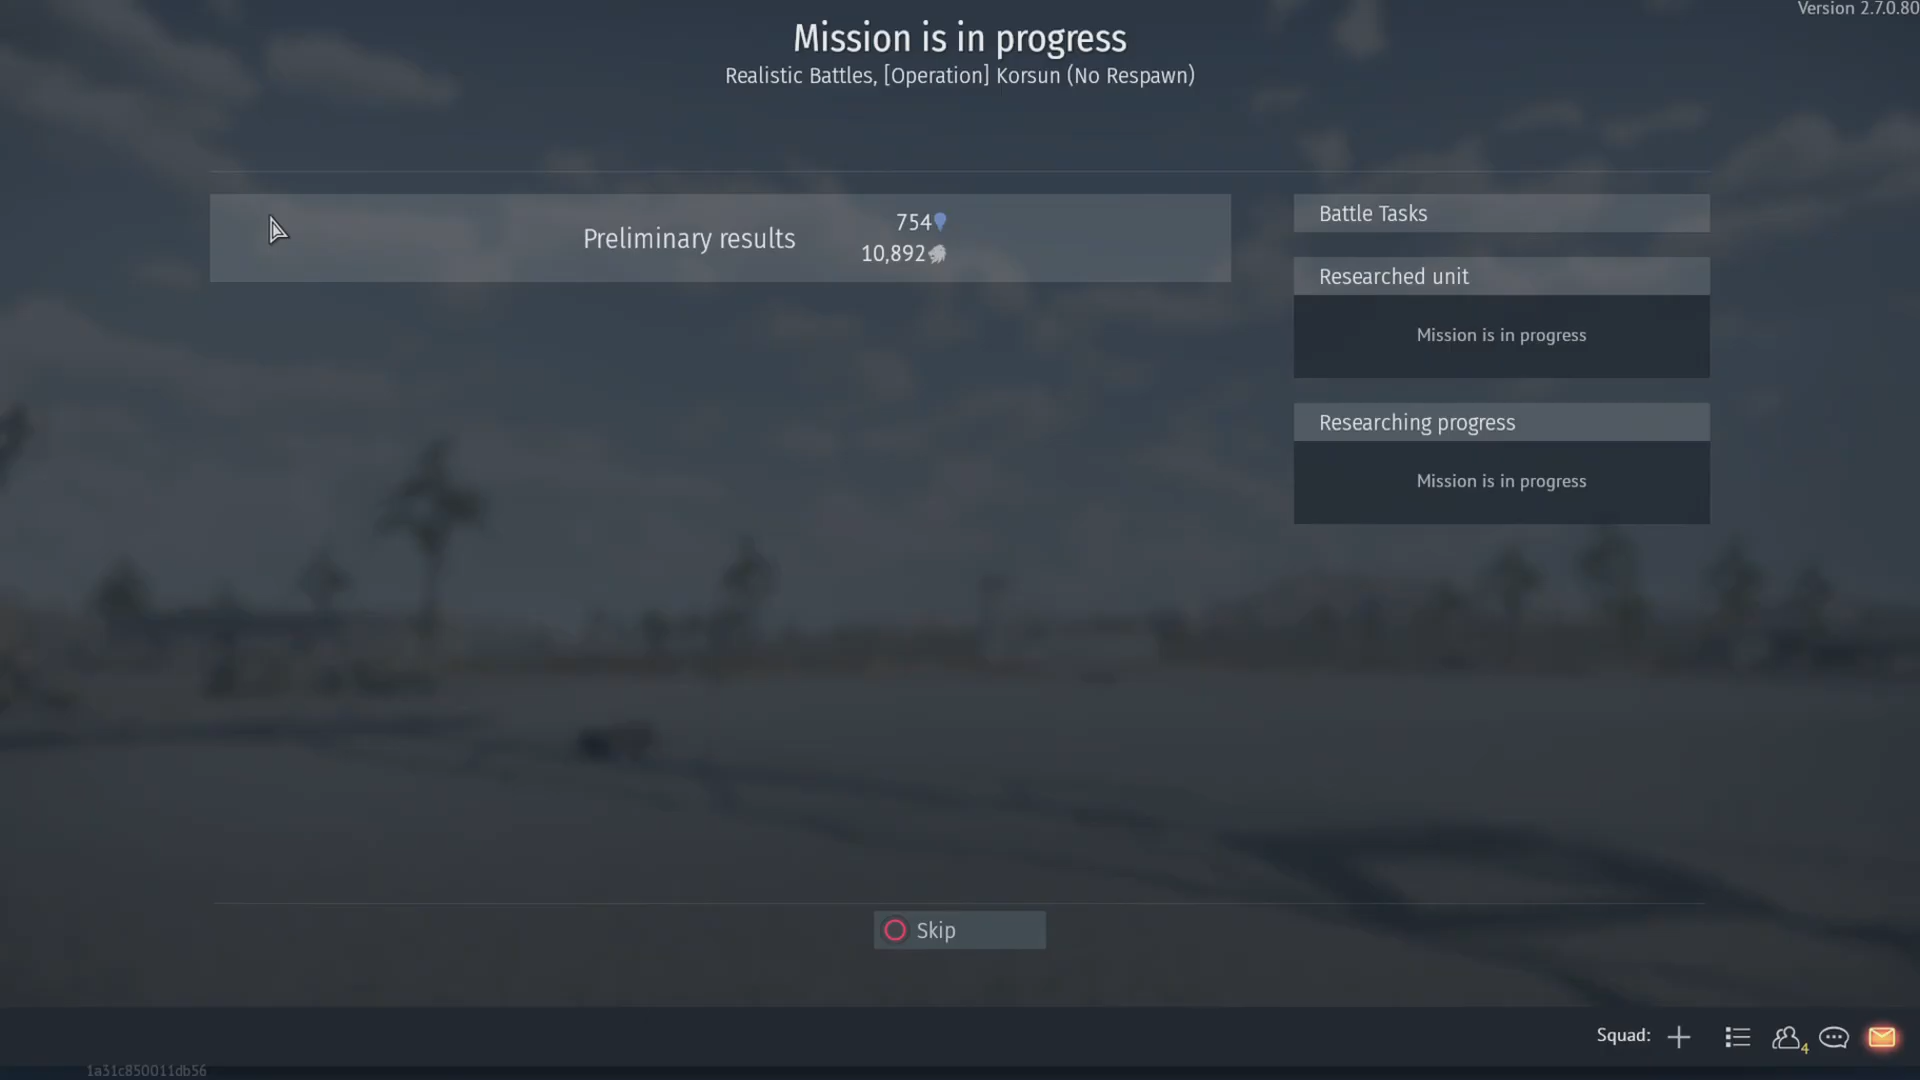 Version 2.7.0.80
Mission is in progress
Realistic Battles, [Operation] Korsun (No Respawn)
Preliminary results
754
10,892
Battle Tasks
Researched unit
Mission is in progress
Researching progress
Mission is in progress
Skip
Squad:
4
1a31c850011db56